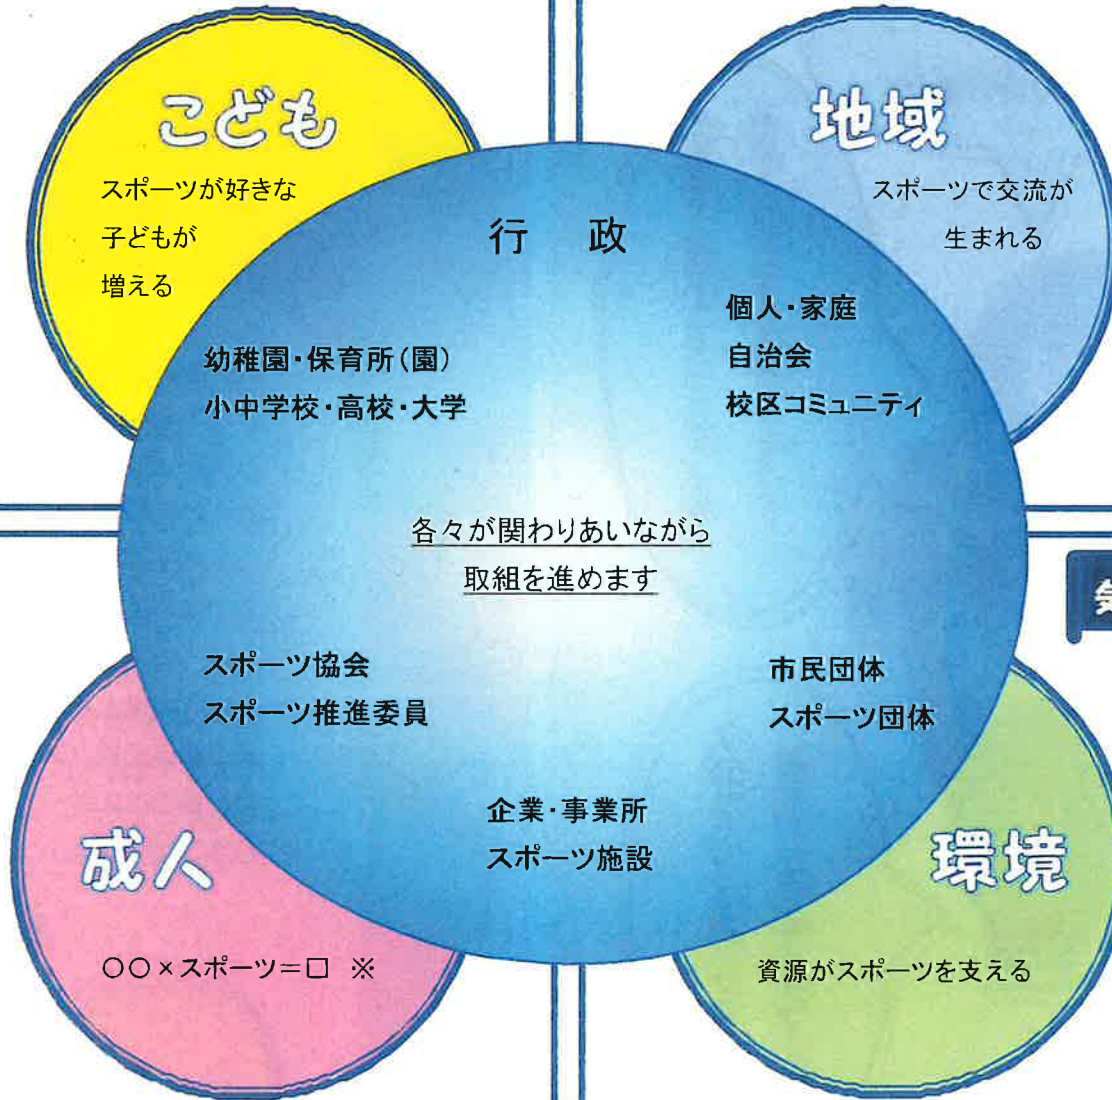 こども
スポーツが好きな
子どもが
増える
地域
スポーツで交流が
生まれる
行 政
幼稚園・保育所(園)
小中学校・高校・大学
個人・家庭
自治会
校区コミュニティ
各々が関わりあいながら
取組を進めます
スポーツ協会
スポーツ推進委員
市民団体
スポーツ団体
企業・事業所
スポーツ施設
成人
〇〇×スポーツ=□ ※
環境
資源がスポーツを支える